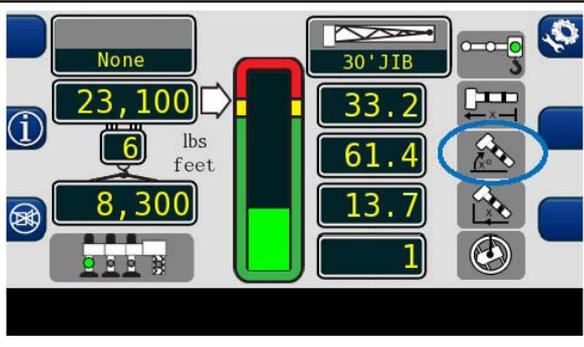 None
23,100
6
lbs
feet
8,300
30'JIB
33.2
x
61.4
x°
13.7
x
1